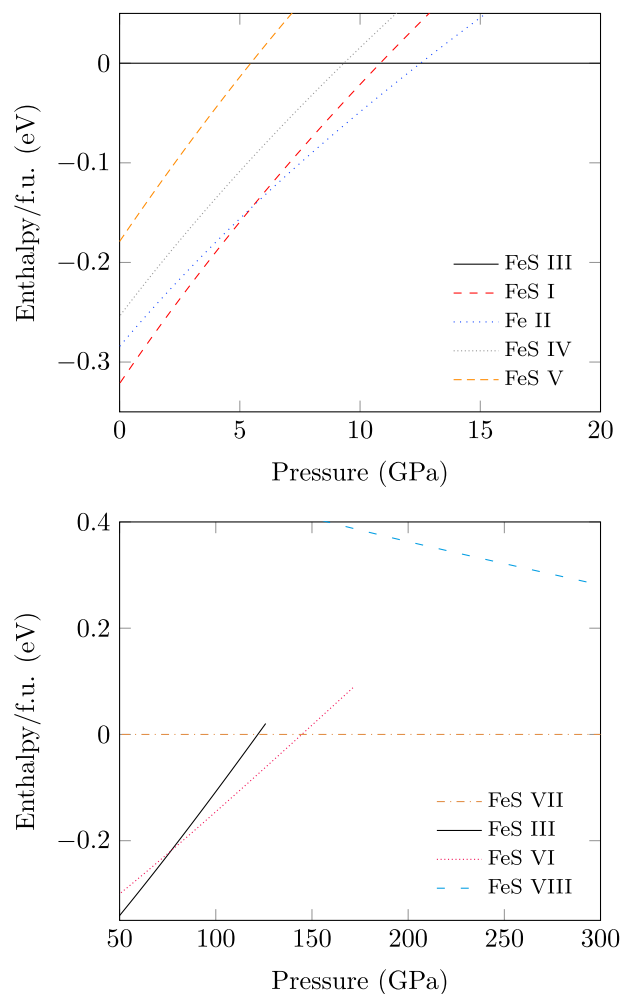 0
−0.1
−0.2
−0.3
Enthalpy/f.u. (eV)
FeS III
FeS I
Fe II
FeS IV
FeS V
0 5 10 15 20
Pressure (GPa)
0.4
0.2
0
−0.2
Enthalpy/f.u. (eV)
FeS VII
FeS III
FeS VI
FeS VIII
50 100 150 200 250 300
Pressure (GPa)